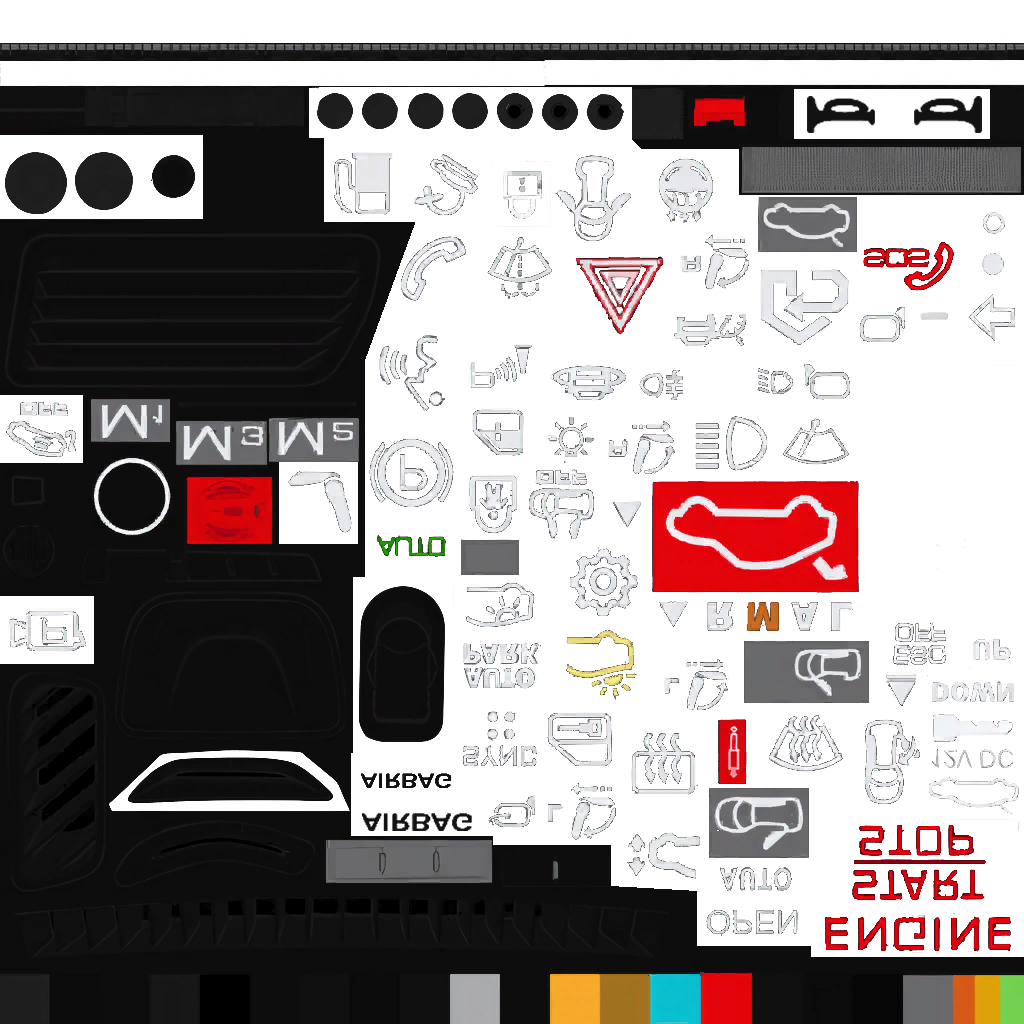 SOS
OFF
M1
M3
M5
R
R
OFF
AUTO
R M A L
OFF
ESC
UP
PARK
AUTO
DOWN
SYNC
12V DC
AIRBAG
AIRBAG
L
L
STOP
START
ENGINE
AUTO
OPEN